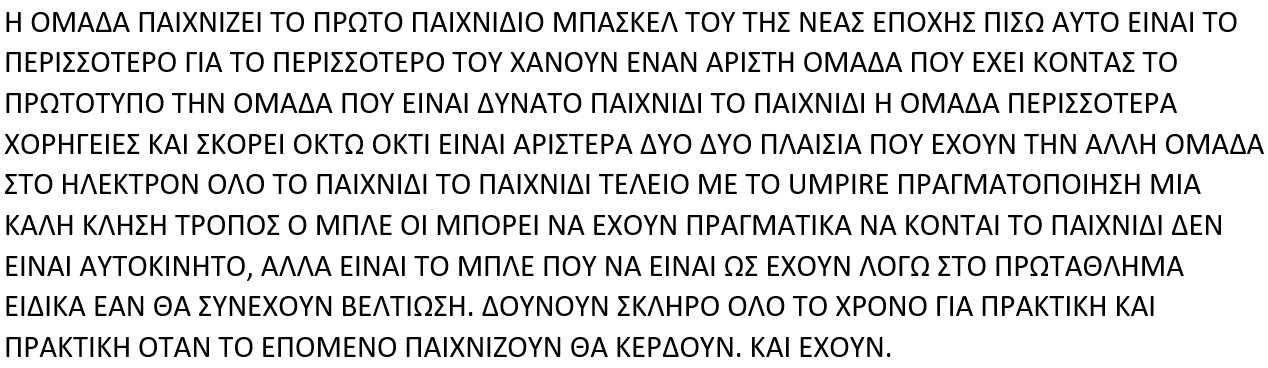 Η ΟΜΑΔΑ ΠΑΙΧΝΙΖΕΙ ΤΟ ΠΡΩΤΟ ΠΑΙΧΝΙΔΙΟ ΜΠΑΣΚΕΛ ΤΟΥ ΤΗΣ ΝΕΑΣ ΕΠΟΧΗΣ ΠΙΣΩ ΑΥΤΟ ΕΙΝΑΙ ΤΟ
ΠΕΡΙΣΣΟΤΕΡΟ ΓΙΑ ΤΟ ΠΕΡΙΣΣΟΤΕΡΟ ΤΟΥ ΧΑΝΟΥΝ ΕΝΑΝ ΑΡΙΣΤΗ ΟΜΑΔΑ ΠΟΥ ΕΧΕΙ ΚΟΝΤΑΣ ΤΟ
ΠΡΩΤΟΤΥΠΟ ΤΗΝ ΟΜΑΔΑ ΠΟΥ ΕΙΝΑΙ ΔΥΝΑΤΟ ΠΑΙΧΝΙΔΙ ΤΟ ΠΑΙΧΝΙΔΙ Η ΟΜΑΔΑ ΠΕΡΙΣΣΟΤΕΡΑ
ΧΟΡΗΓΕΙΕΣ ΚΑΙ ΣΚΟΡΕΙ ΟΚΤΩ ΟΚΤΙ ΕΙΝΑΙ ΑΡΙΣΤΕΡΑ ΔΥΟ ΔΥΟ ΠΛΑΙΣΙΑ ΠΟΥ ΕΧΟΥΝ ΤΗΝ ΑΛΛΗ ΟΜΑΔΑ
ΣΤΟ ΗΛΕΚΤΡΟΝ ΟΛΟ ΤΟ ΠΑΙΧΝΙΔΙ ΤΟ ΠΑΙΧΝΙΔΙ ΤΕΛΕΙΟ ΜΕ ΤΟ UMPIRE ΠΡΑΓΜΑΤΟΠΟΙΗΣΗ ΜΙΑ
ΚΑΛΗ ΚΛΗΣΗ ΤΡΟΠΟΣ Ο ΜΠΛΕ ΟΙ ΜΠΟΡΕΙ ΝΑ ΕΧΟΥΝ ΠΡΑΓΜΑΤΙΚΑ ΝΑ ΚΟΝΤΑΙ ΤΟ ΠΑΙΧΝΙΔΙ ΔΕΝ
ΕΙΝΑΙ ΑΥΤΟΚΙΝΗΤΟ, ΑΛΛΑ ΕΙΝΑΙ ΤΟ ΜΠΛΕ ΠΟΥ ΝΑ ΕΙΝΑΙ ΩΣ ΕΧΟΥΝ ΛΟΓΩ ΣΤΟ ΠΡΩΤΑΘΛΗΜΑ
ΕΙΔΙΚΑ ΕΑΝ ΘΑ ΣΥΝΕΧΟΥΝ ΒΕΛΤΙΩΣΗ. ΔΟΥΝΟΥΝ ΣΚΛΗΡΟ ΟΛΟ ΤΟ ΧΡΟΝΟ ΓΙΑ ΠΡΑΚΤΙΚΗ ΚΑΙ
ΠΡΑΚΤΙΚΗ ΟΤΑΝ ΤΟ ΕΠΟΜΕΝΟ ΠΑΙΧΝΙΖΟΥΝ ΘΑ ΚΕΡΔΟΥΝ. ΚΑΙ ΕΧΟΥΝ.